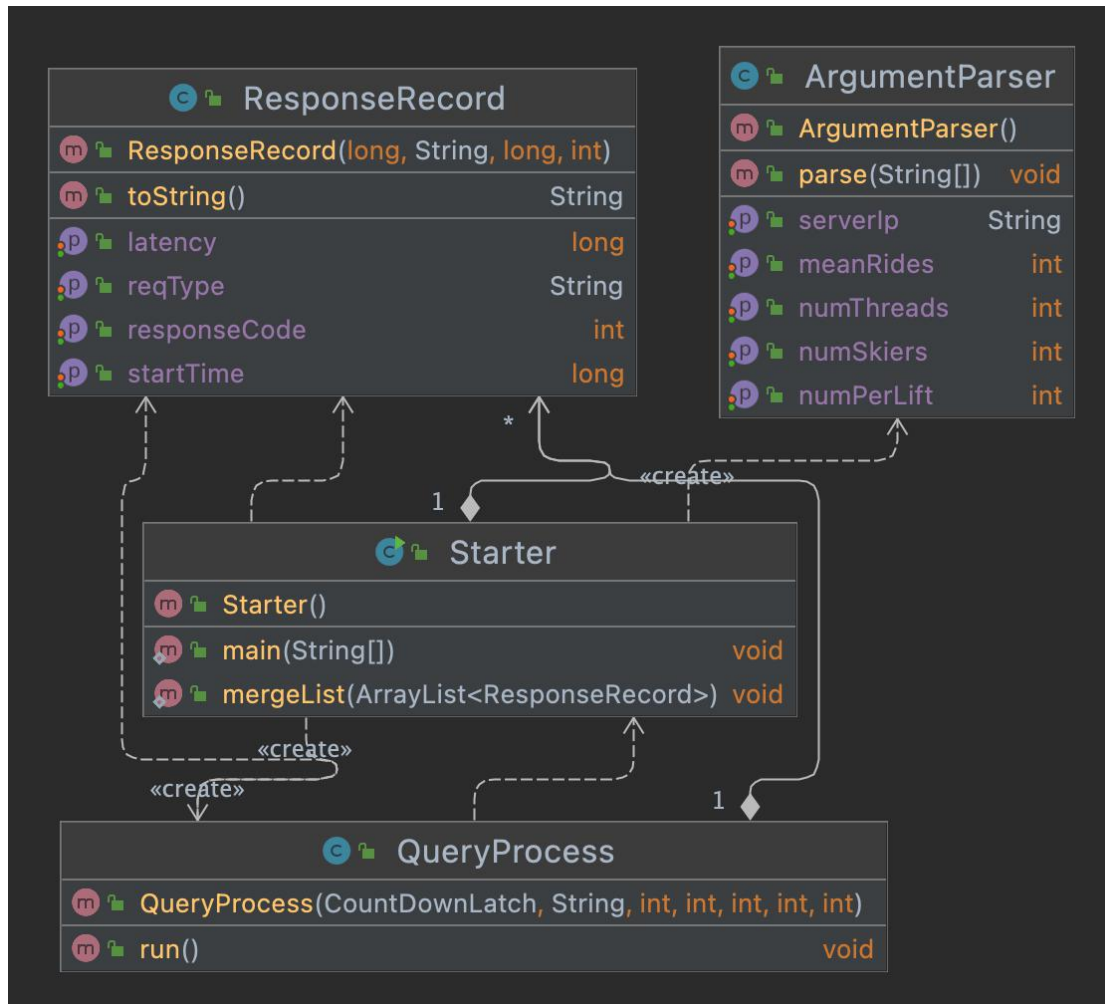 ResponseRecord
ResponseRecord(long, String, long, int)
toString() String
latency long
reqType String
responseCode int
startTime long
ArgumentParser
ArgumentParser()
parse(String[]) void
serverIp String
meanRides int
numThreads int
numSkiers int
numPerLift int
*
«create»
1
Starter
Starter()
main(String[]) void
mergeList(ArrayList<ResponseRecord>) void
«create»
«create»
1
QueryProcess
QueryProcess(CountDownLatch, String, int, int, int, int, int)
run() void